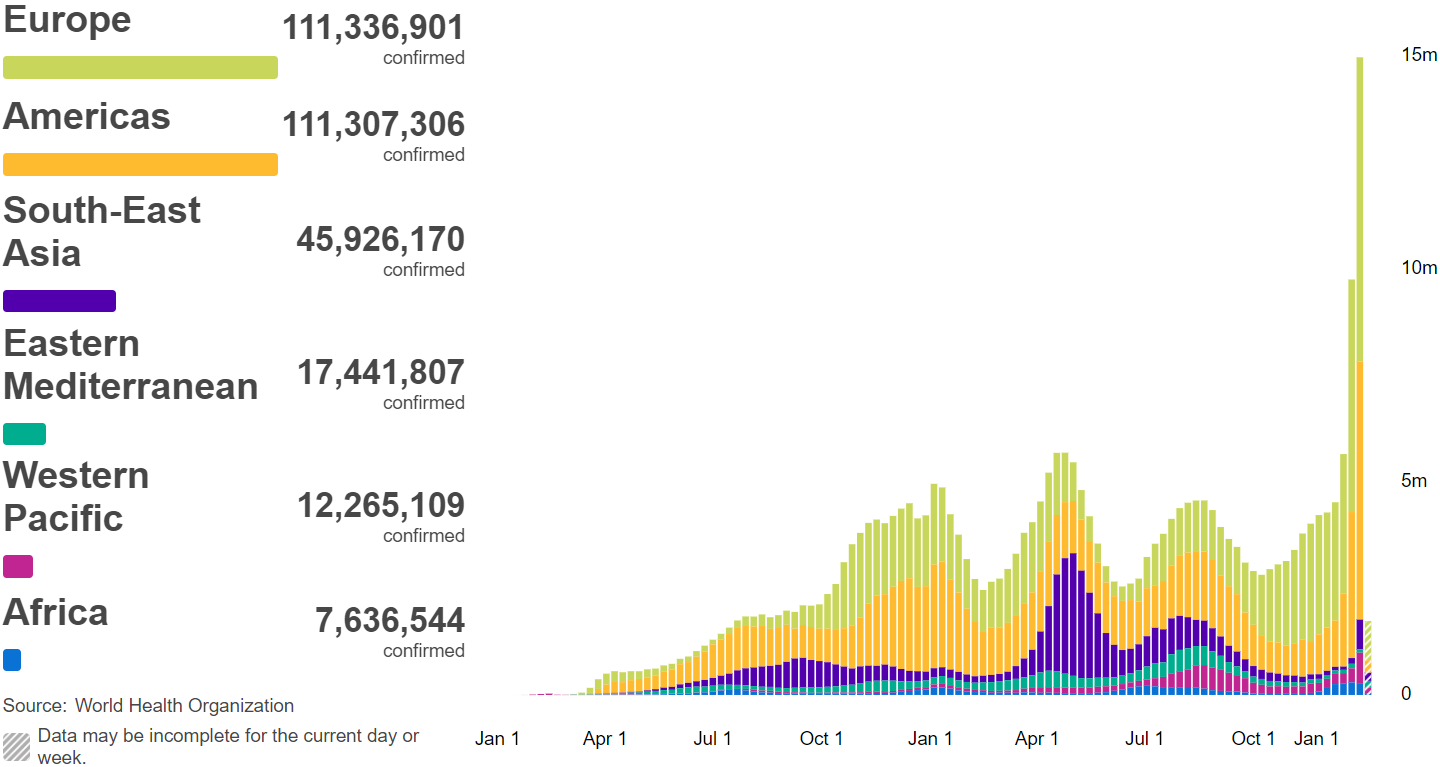 Europe
111,336,901
confirmed
Americas
111,307,306
confirmed
South-East
Asia
45,926,170
confirmed
Eastern
Mediterranean
17,441,807
confirmed
Western
Pacific
12,265,109
confirmed
Africa
7,636,544
confirmed
Source: World Health Organization
Data may be incomplete for the current day or
week.
15m
10m
5m
0
Jan 1 Apr 1 Jul 1 Oct 1 Jan 1 Apr 1 Jul 1 Oct 1 Jan 1